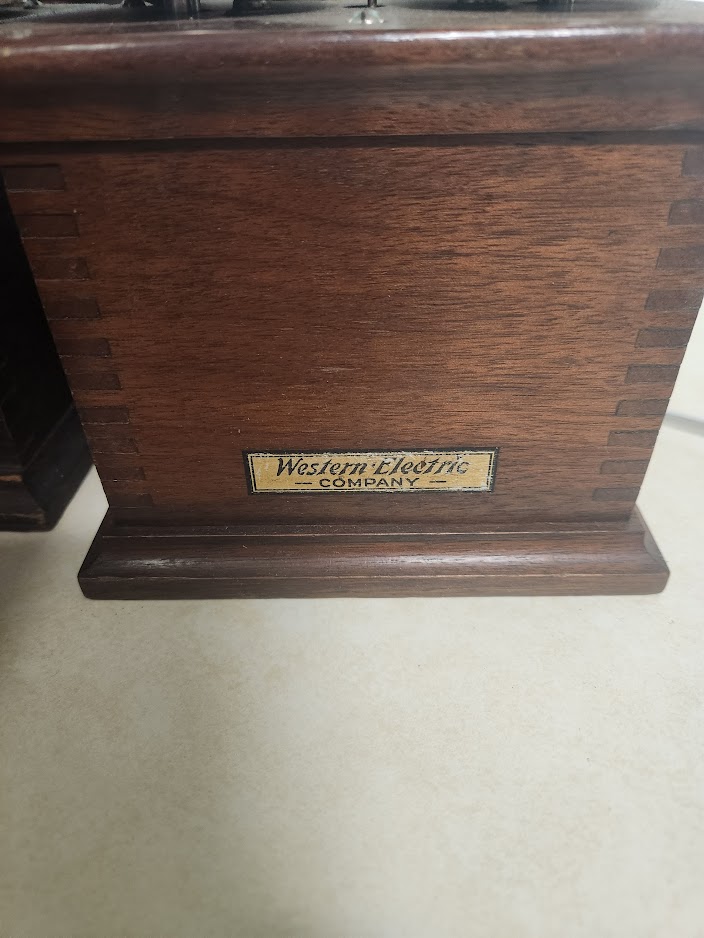 Western Electric
— COMPANY —